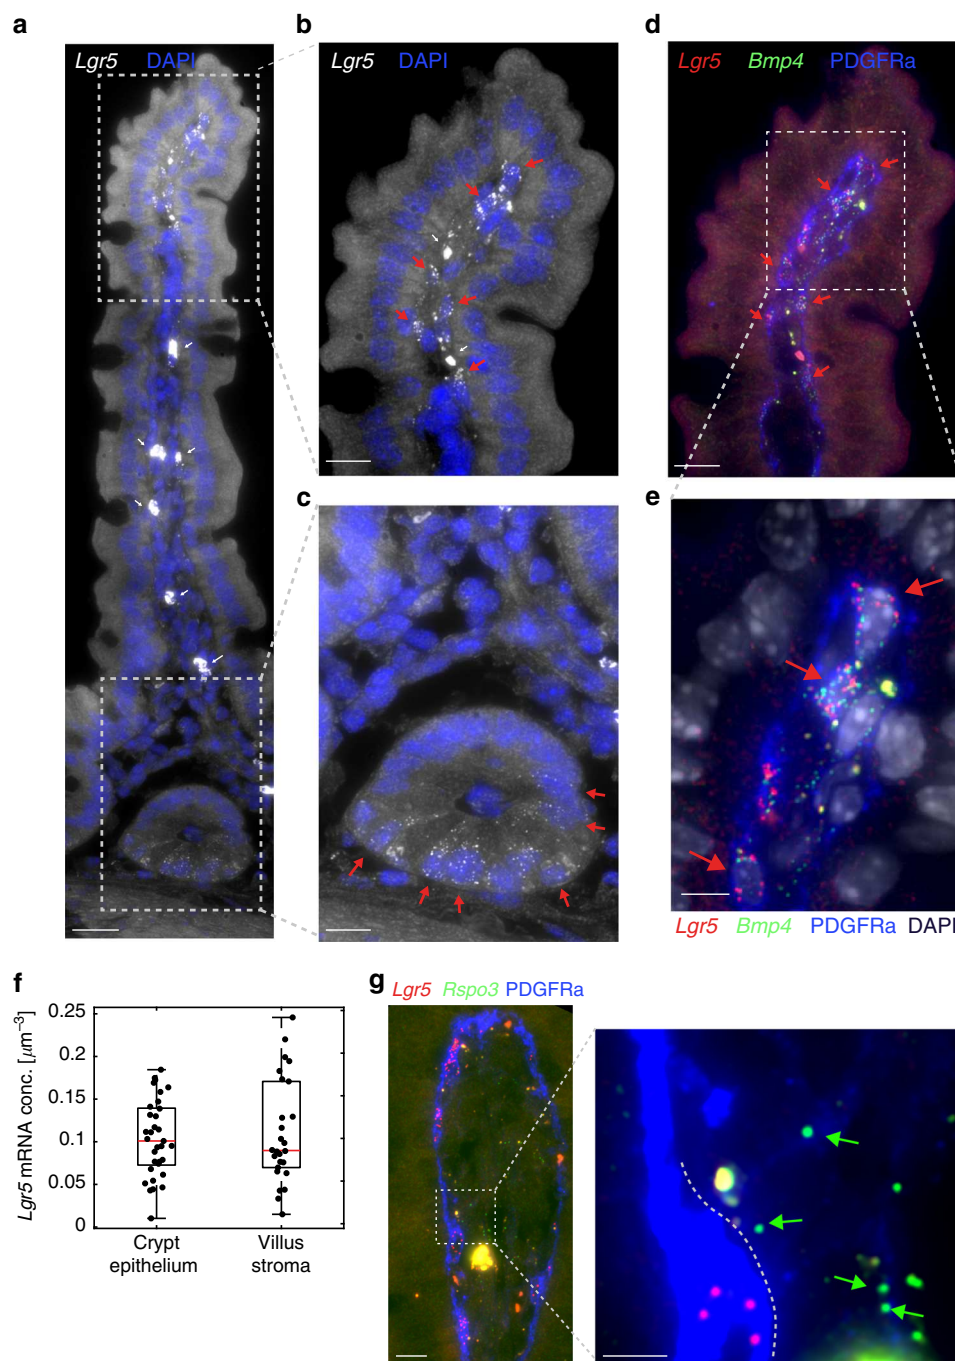 a
b
d
Lgr5 DAPI
Lgr5 DAPI
Lgr5 Bmp4 PDGFRa
c
e
Lgr5 Bmp4 PDGFRa DAPI
f
g
Lgr5 Rspo3 PDGFRa
Lgr5 mRNA conc. [μm⁻³]
0.25
0.2
0.15
0.1
0.05
0
Crypt
epithelium
Villus
stroma